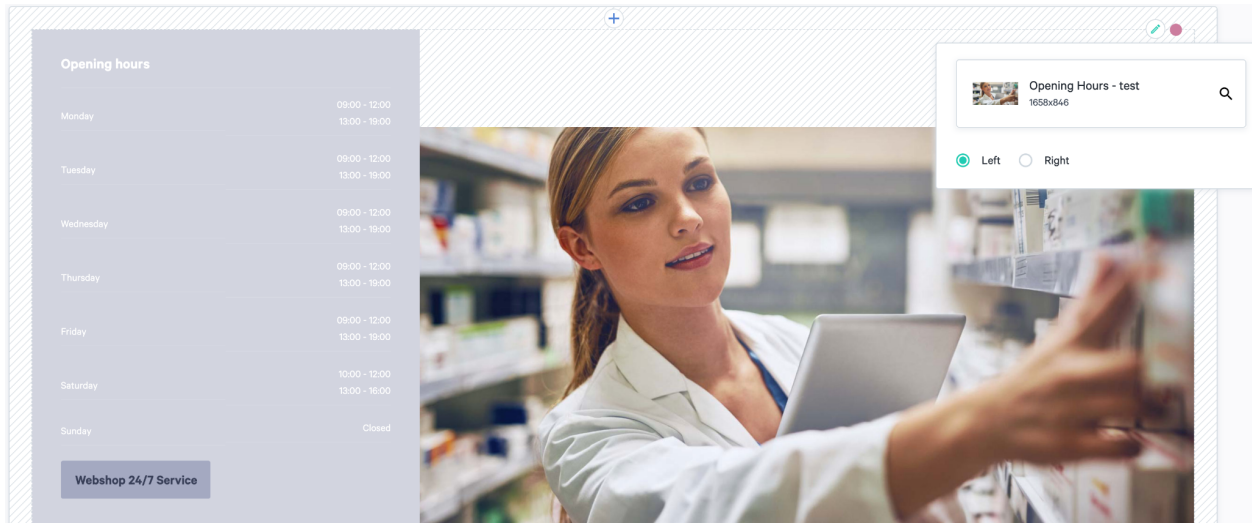 Opening hours
Monday
09:00 - 12:00
13:00 - 19:00
Tuesday
09:00 - 12:00
13:00 - 19:00
Wednesday
09:00 - 12:00
13:00 - 19:00
Thursday
09:00 - 12:00
13:00 - 19:00
Friday
09:00 - 12:00
13:00 - 19:00
Saturday
10:00 - 12:00
13:00 - 16:00
Sunday
Closed
Webshop 24/7 Service
Opening Hours - test
1658x846
Left
Right